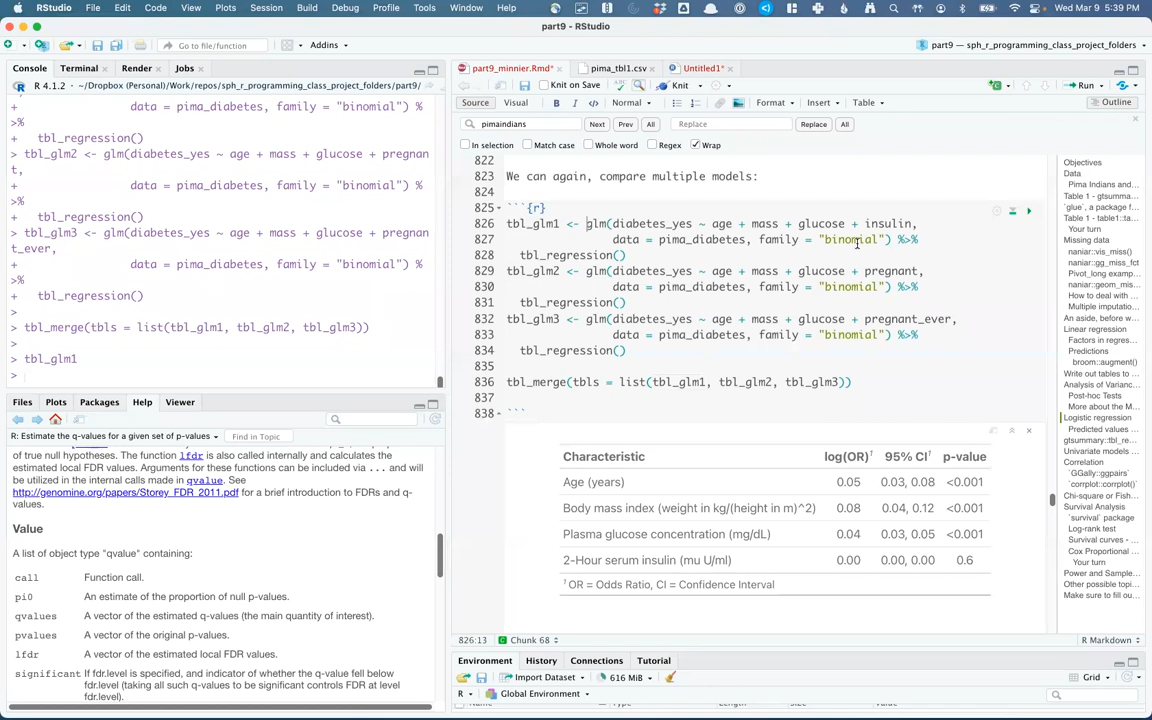 RStudio File Edit Code View Plots Session Build Debug Profile Tools Window Help Wed Mar 9 5:39 PM
part9 - RStudio
Go to file/function Addins part9 — sph_r_programming_class_project_folders
Console Terminal Render Jobs
R 4.1.2 · ~/Dropbox (Personal)/Work/repos/sph_r_programming_class_project_folders/part9/
+ data = pima_diabetes, family = "binomial") %
>%
+ tbl_regression()
> tbl_glm2 <- glm(diabetes_yes ~ age + mass + glucose + pregnan
t,
+ data = pima_diabetes, family = "binomial") %
>%
+ tbl_regression()
> tbl_glm3 <- glm(diabetes_yes ~ age + mass + glucose + pregnan
t_ever,
+ data = pima_diabetes, family = "binomial") %
>%
+ tbl_regression()
>
> tbl_merge(tbls = list(tbl_glm1, tbl_glm2, tbl_glm3))
>
> tbl_glm1
>
Files Plots Packages Help Viewer
R: Estimate the q-values for a given set of p-values Find in Topic
of true null hypotheses. The function lfdr is also called internally and calculates the
estimated local FDR values. Arguments for these functions can be included via ... and will
be utilized in the internal calls made in qvalue. See
http://genomine.org/papers/Storey_FDR_2011.pdf for a brief introduction to FDRs and q-
values.
Value
A list of object type "qvalue" containing:
call Function call.
pi0 An estimate of the proportion of null p-values.
qvalues A vector of the estimated q-values (the main quantity of interest).
pvalues A vector of the original p-values.
lfdr A vector of the estimated local FDR values.
significant If fdr.level is specified, and indicator of whether the q-value fell below
fdr.level (taking all such q-values to be significant controls FDR at level
fdr.level).
part9_minnier.Rmd* pima_tbl1.csv Untitled1*
Knit on Save Knit Run
Source Visual B I </> Normal Format Insert Table Outline
pimaindians Next Prev All Replace Replace All
In selection Match case Whole word Regex Wrap
822
823 We can again, compare multiple models:
824
825 ```{r}
826 tbl_glm1 <- glm(diabetes_yes ~ age + mass + glucose + insulin,
827 data = pima_diabetes, family = "binomial") %>%
828 tbl_regression()
829 tbl_glm2 <- glm(diabetes_yes ~ age + mass + glucose + pregnant,
830 data = pima_diabetes, family = "binomial") %>%
831 tbl_regression()
832 tbl_glm3 <- glm(diabetes_yes ~ age + mass + glucose + pregnant_ever,
833 data = pima_diabetes, family = "binomial") %>%
834 tbl_regression()
835
836 tbl_merge(tbls = list(tbl_glm1, tbl_glm2, tbl_glm3))
837
838 ```
Characteristic log(OR)¹ 95% CI¹ p-value
Age (years) 0.05 0.03, 0.08 <0.001
Body mass index (weight in kg/(height in m)^2) 0.08 0.04, 0.12 <0.001
Plasma glucose concentration (mg/dL) 0.04 0.03, 0.05 <0.001
2-Hour serum insulin (mu U/ml) 0.00 0.00, 0.00 0.6
¹ OR = Odds Ratio, CI = Confidence Interval
826:13 Chunk 68 R Markdown
Objectives
Data
Pima Indians and...
Table 1 - gtsumma...
`glue`, a package f...
Table 1 - table1::ta...
Your turn
Missing data
naniar::vis_miss()
naniar::gg_miss_fct
Pivot_long examp...
naniar::geom_mis...
How to deal with ...
Multiple imputatio...
An aside, before w...
Linear regression
Factors in regres...
Predictions
broom::augment()
Write out tables to ...
Analysis of Varianc...
Post-hoc Tests
More about the M...
Logistic regression
Predicted values ...
gtsummary::tbl_re...
Univariate models ...
Correlation
`GGally::ggpairs`
`corrplot::corrplot()`
Chi-square or Fish...
Survival Analysis
`survival` package
Log-rank test
Survival curves - ...
Cox Proportional ...
Your turn
Power and Sample...
Other possible topi...
Make sure to fill ou...
Environment History Connections Tutorial
Import Dataset 616 MiB Grid
R Global Environment